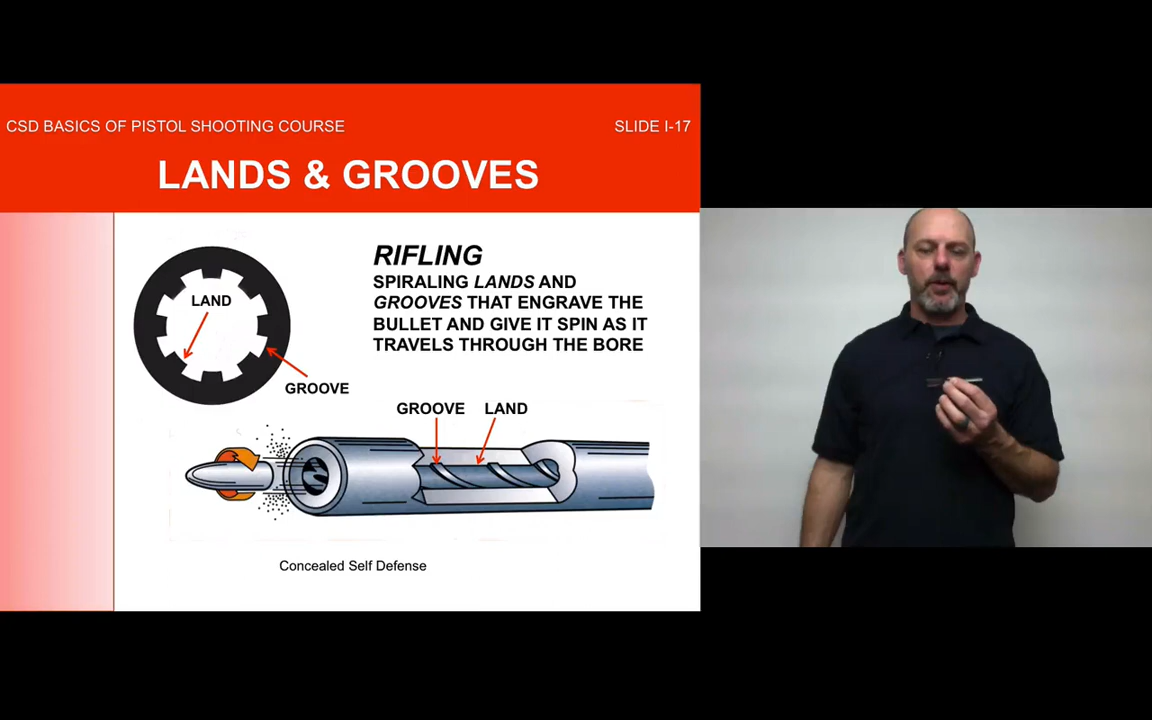 CSD BASICS OF PISTOL SHOOTING COURSE
SLIDE I-17
LANDS & GROOVES
RIFLING
SPIRALING LANDS AND
GROOVES THAT ENGRAVE THE
BULLET AND GIVE IT SPIN AS IT
TRAVELS THROUGH THE BORE
LAND
GROOVE
GROOVE
LAND
Concealed Self Defense